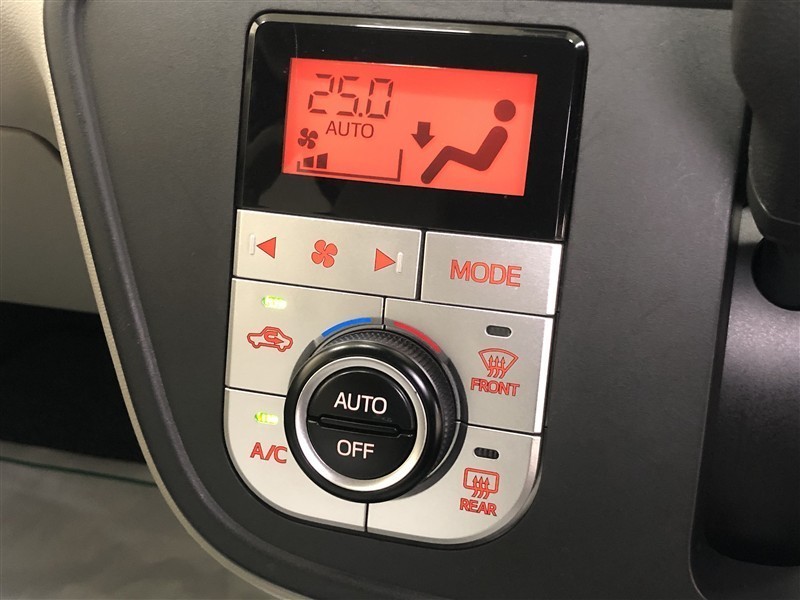 25.0
AUTO
MODE
FRONT
AUTO
OFF
A/C
REAR